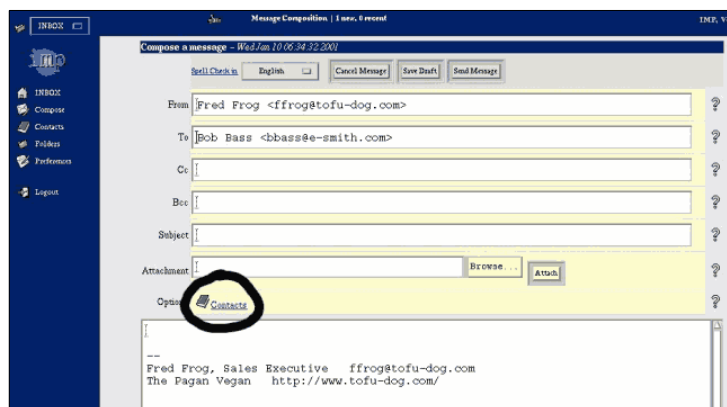 INBOX
Message Composition | 1 new, 0 recent
IMP, V
Compose a message – Wed Jan 10 06:34:32 2001
Spell Check in English Cancel Message Save Draft Send Message
IMP
INBOX
Compose
Contacts
Folders
Preferences
Logout
From Fred Frog <ffrog@tofu-dog.com> ?
To Bob Bass <bbass@e-smith.com> ?
Cc ?
Bcc ?
Subject ?
Attachment Browse... Attach ?
Option Contacts ?
--
Fred Frog, Sales Executive ffrog@tofu-dog.com
The Pagan Vegan http://www.tofu-dog.com/